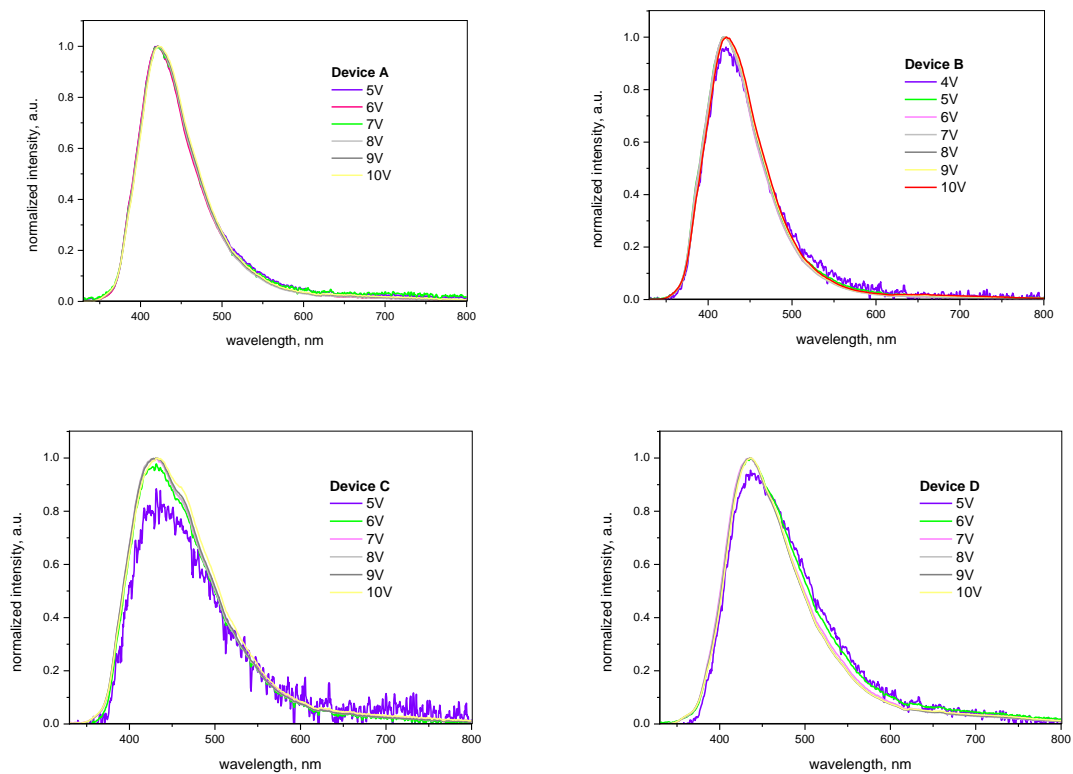 normalized intensity, a.u.
1.0
0.8
0.6
0.4
0.2
0.0
400
500
600
700
800
wavelength, nm
Device A
5V
6V
7V
8V
9V
10V
normalized intensity, a.u.
1.0
0.8
0.6
0.4
0.2
0.0
400
500
600
700
800
wavelength, nm
Device B
4V
5V
6V
7V
8V
9V
10V
normalized intensity, a.u.
1.0
0.8
0.6
0.4
0.2
0.0
400
500
600
700
800
wavelength, nm
Device C
5V
6V
7V
8V
9V
10V
normalized intensity, a.u.
1.0
0.8
0.6
0.4
0.2
0.0
400
500
600
700
800
wavelength, nm
Device D
5V
6V
7V
8V
9V
10V